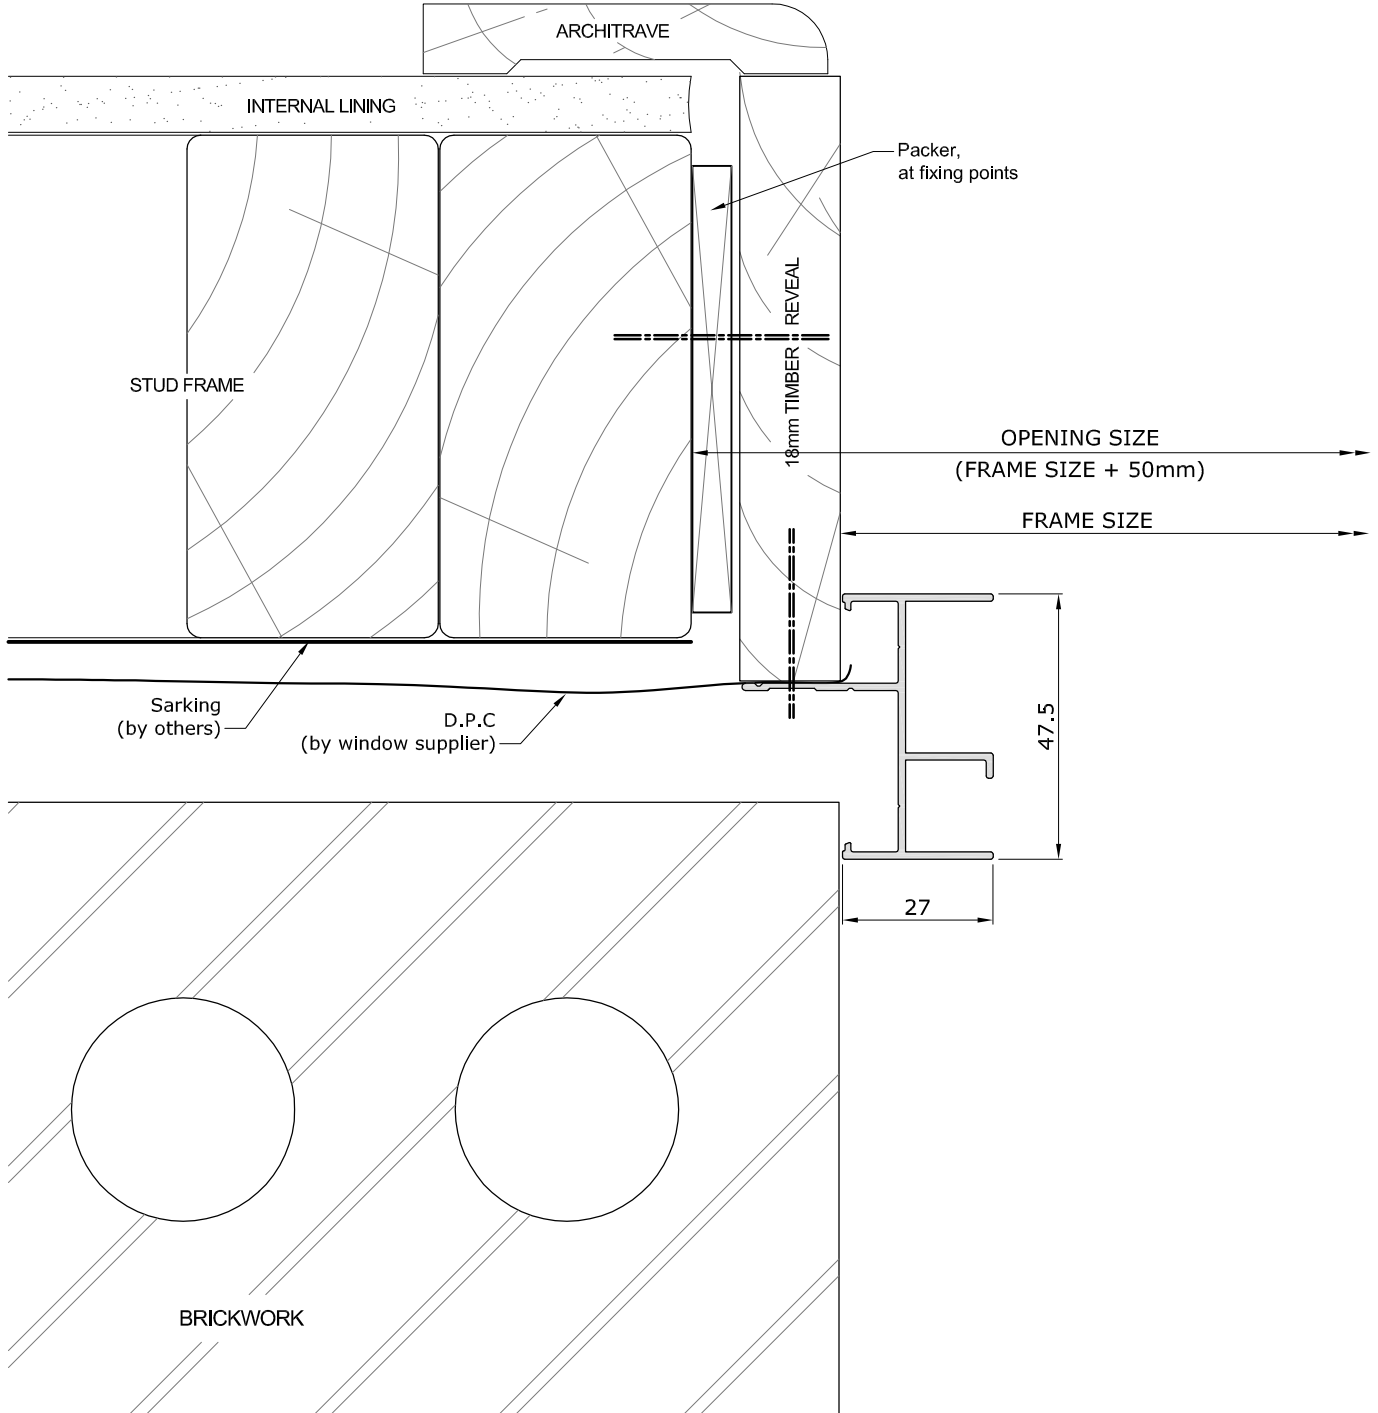 ARCHITRAVE
INTERNAL LINING
Packer,
at fixing points
18mm TIMBER REVEAL
STUD FRAME
OPENING SIZE
(FRAME SIZE + 50mm)
FRAME SIZE
Sarking
(by others)
D.P.C
(by window supplier)
47.5
27
BRICKWORK